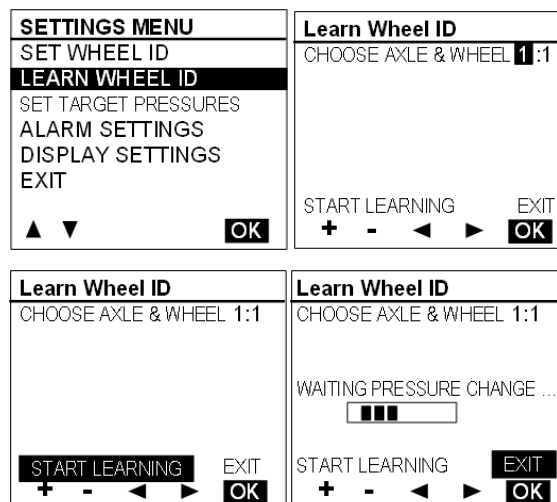 SETTINGS MENU
SET WHEEL ID
LEARN WHEEL ID
SET TARGET PRESSURES
ALARM SETTINGS
DISPLAY SETTINGS
EXIT
▲ ▼ OK
Learn Wheel ID
CHOOSE AXLE & WHEEL 1:1
START LEARNING EXIT
+ - ◄ ► OK
Learn Wheel ID
CHOOSE AXLE & WHEEL 1:1
START LEARNING EXIT
+ - ◄ ► OK
Learn Wheel ID
CHOOSE AXLE & WHEEL 1:1
WAITING PRESSURE CHANGE ...
START LEARNING EXIT
+ - ◄ ► OK